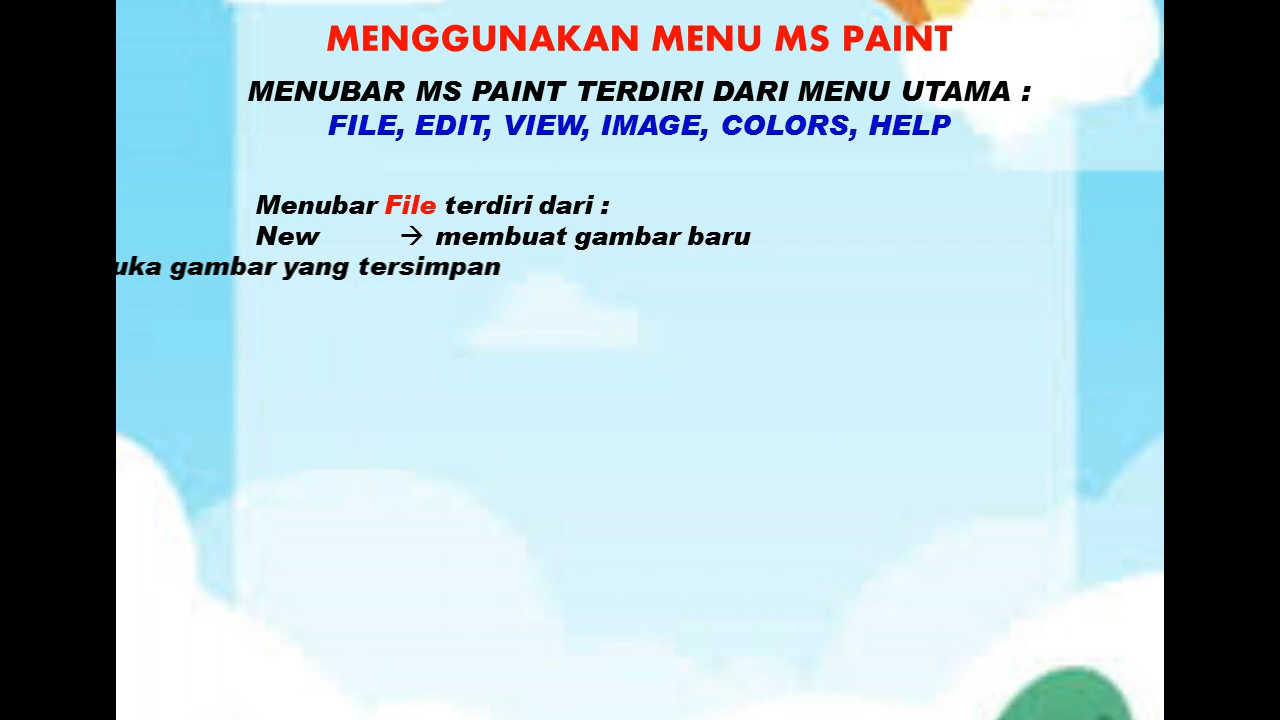 MENGGUNAKAN MENU MS PAINT
MENUBAR MS PAINT TERDIRI DARI MENU UTAMA :
FILE, EDIT, VIEW, IMAGE, COLORS, HELP
Menubar File terdiri dari :
New → membuat gambar baru
uka gambar yang tersimpan